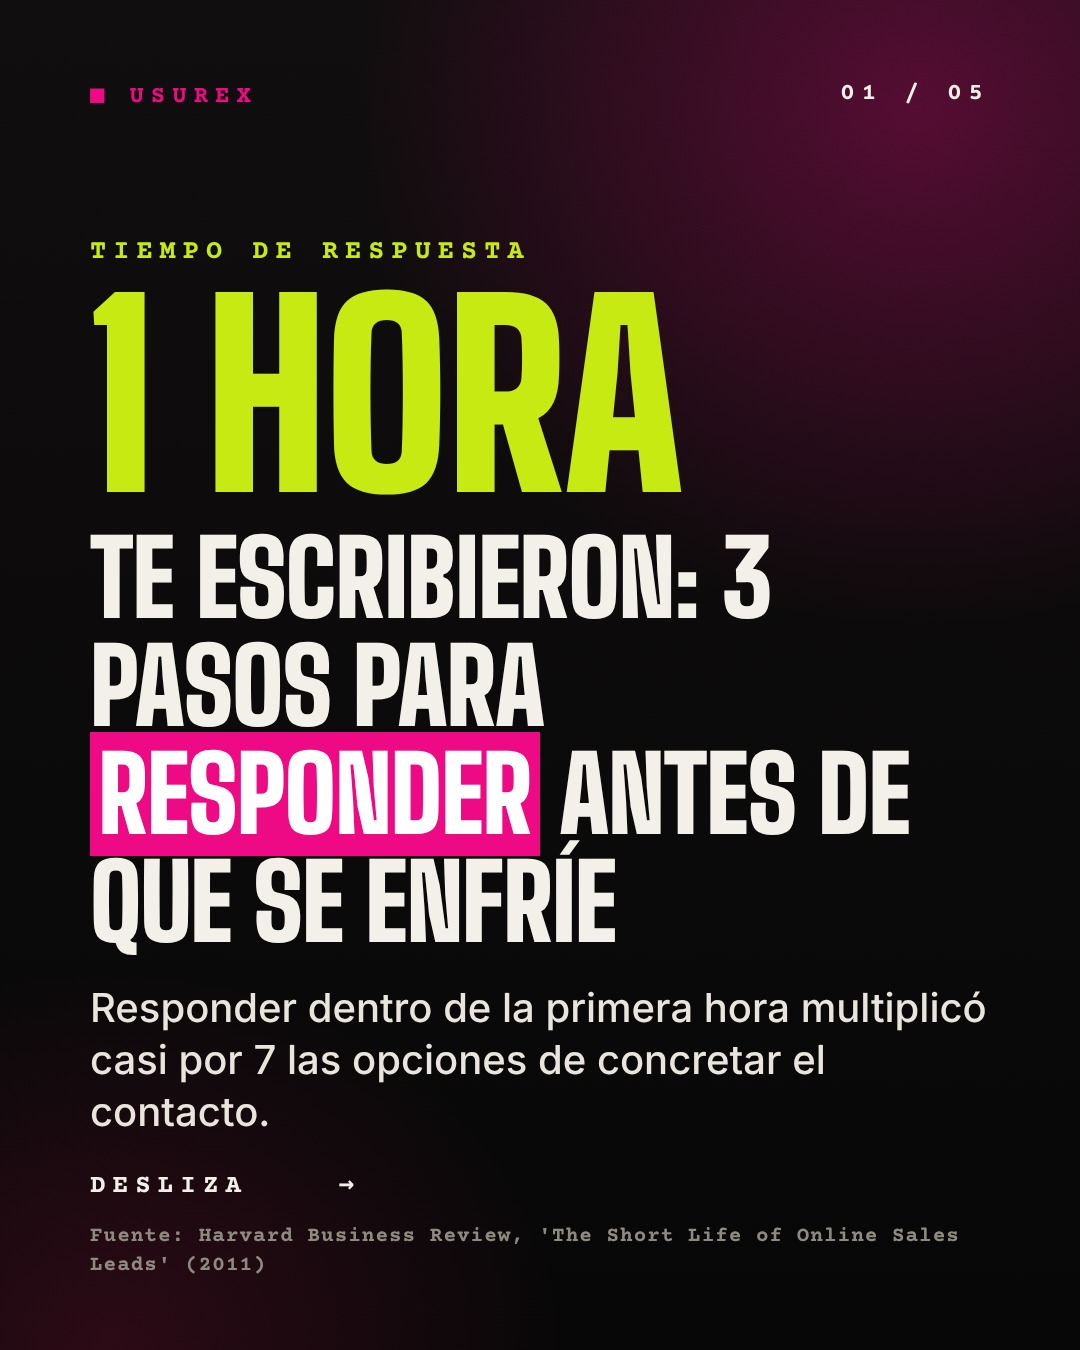 ■ USUREX
01 / 05
TIEMPO DE RESPUESTA
1 HORA
TE ESCRIBIERON: 3
PASOS PARA
RESPONDER ANTES DE
QUE SE ENFRÍE
Responder dentro de la primera hora multiplicó
casi por 7 las opciones de concretar el
contacto.
DESLIZA →
Fuente: Harvard Business Review, 'The Short Life of Online Sales
Leads' (2011)